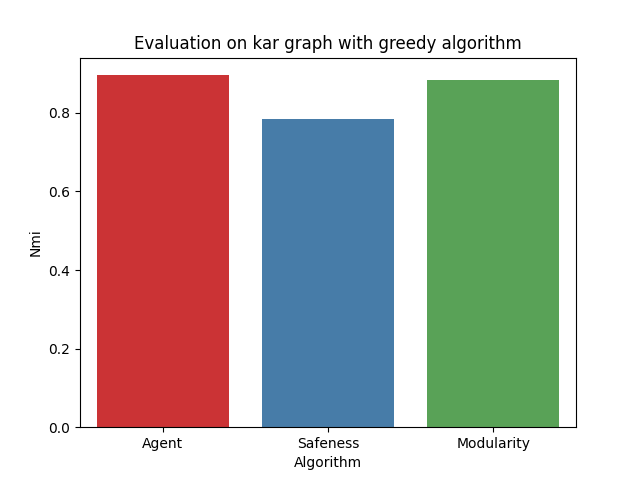 Evaluation on kar graph with greedy algorithm
Nmi
0.8
0.6
0.4
0.2
0.0
Agent Safeness Modularity
Algorithm